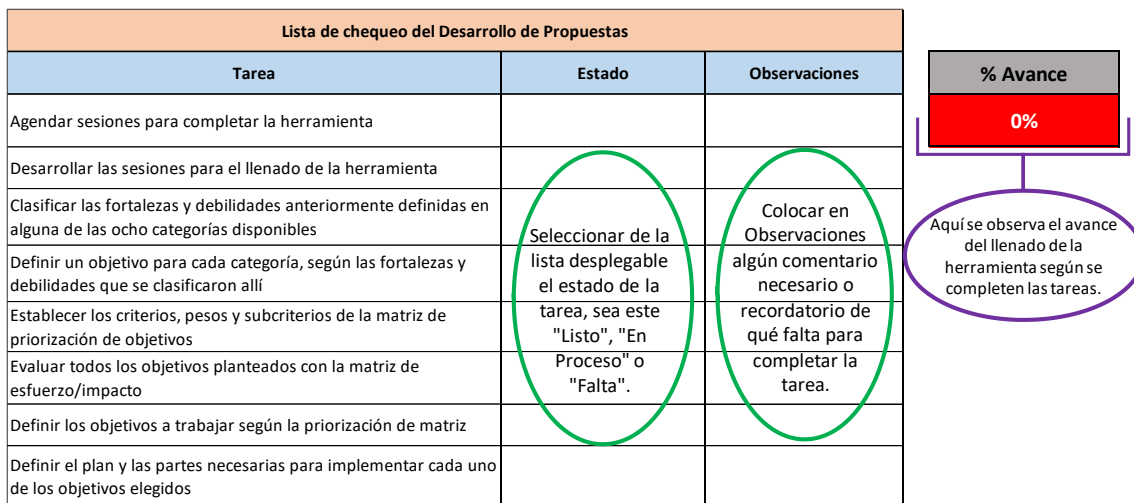 Lista de chequeo del Desarrollo de Propuestas
Tarea
Estado
Observaciones
Agendar sesiones para completar la herramienta
Desarrollar las sesiones para el llenado de la herramienta
Clasificar las fortalezas y debilidades anteriormente definidas en
alguna de las ocho categorías disponibles
Definir un objetivo para cada categoría, según las fortalezas y
debilidades que se clasificaron allí
Establecer los criterios, pesos y subcriterios de la matriz de
priorización de objetivos
Evaluar todos los objetivos planteados con la matriz de
esfuerzo/impacto
Definir los objetivos a trabajar según la priorización de matriz
Definir el plan y las partes necesarias para implementar cada uno
de los objetivos elegidos
Seleccionar de la
lista desplegable
el estado de la
tarea, sea este
"Listo", "En
Proceso" o
"Falta".
Colocar en
Observaciones
algún comentario
necesario o
recordatorio de
qué falta para
completar la
tarea.
% Avance
0%
Aquí se observa el avance
del llenado de la
herramienta según se
completen las tareas.